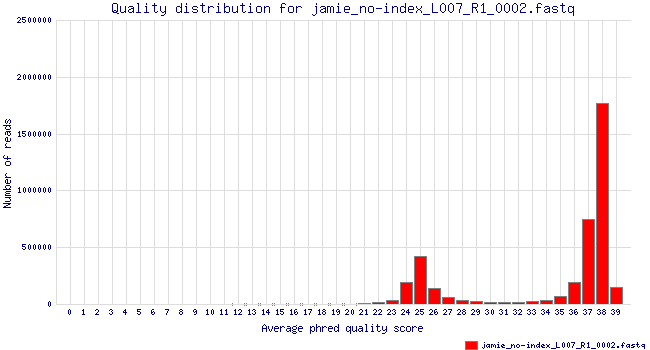 Quality distribution for jamie_no-index_L007_R1_0002.fastq
2500000
2000000
1500000
1000000
500000
0
Number of reads
0 1 2 3 4 5 6 7 8 9 10 11 12 13 14 15 16 17 18 19 20 21 22 23 24 25 26 27 28 29 30 31 32 33 34 35 36 37 38 39
Average phred quality score
jamie_no-index_L007_R1_0002.fastq